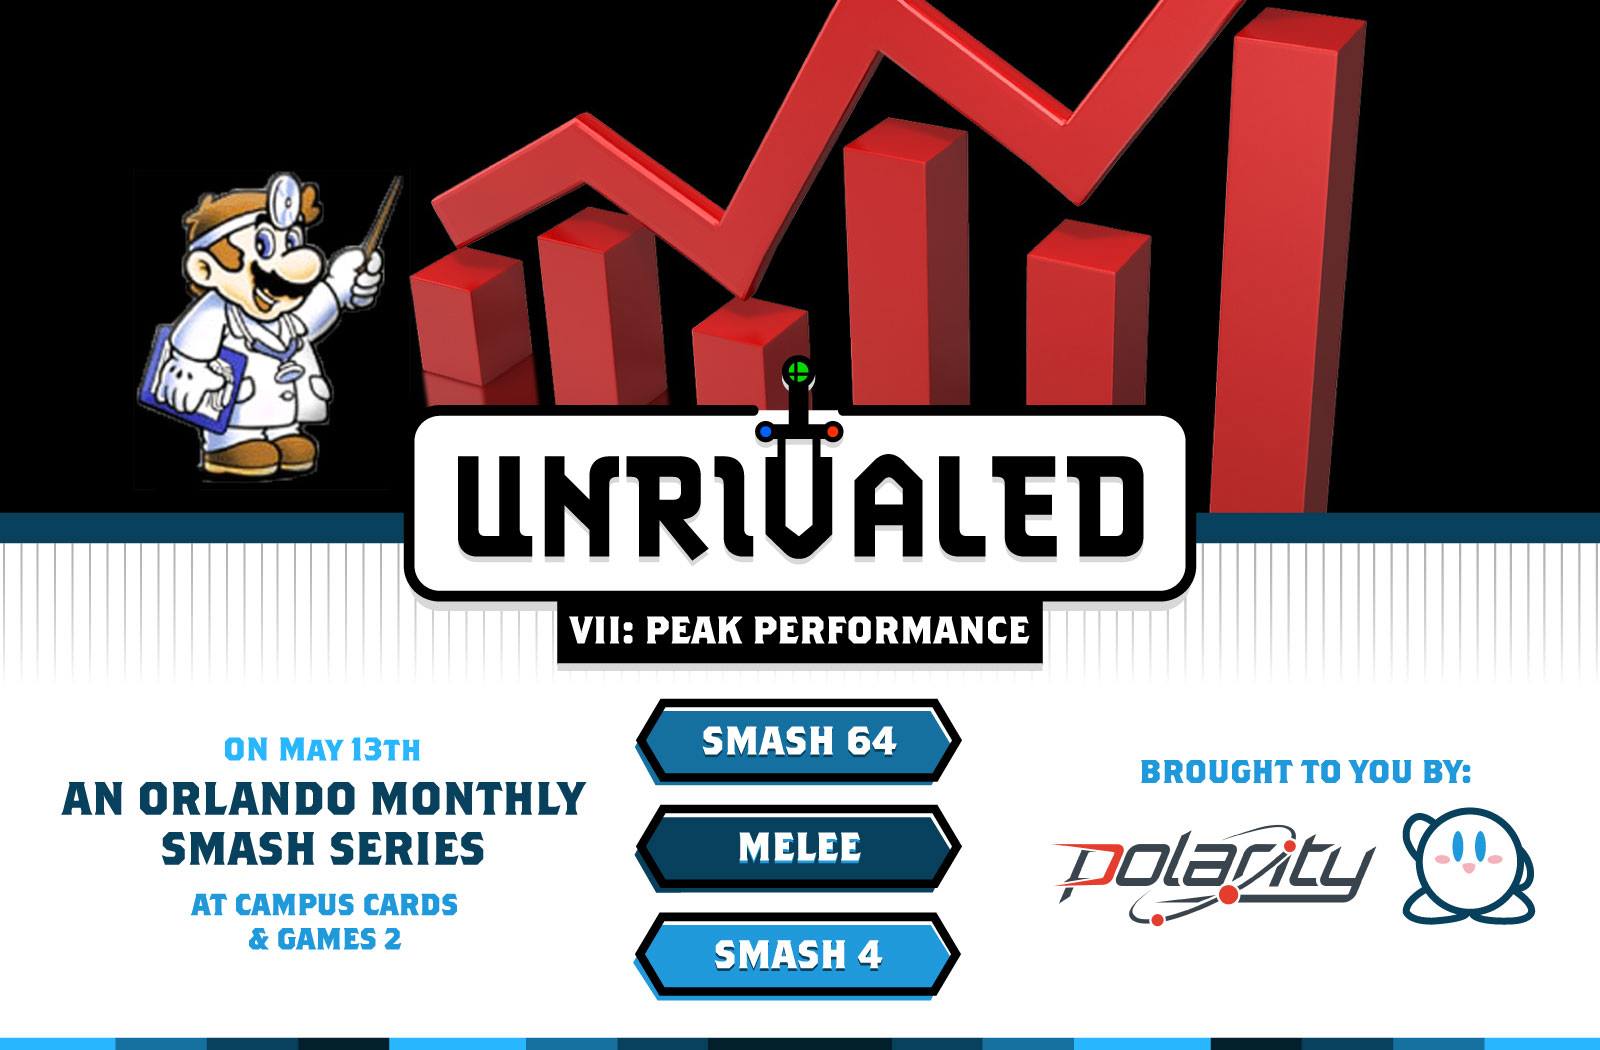 UNRIVALED
VII: PEAK PERFORMANCE
ON MAY 13TH
AN ORLANDO MONTHLY
SMASH SERIES
AT CAMPUS CARDS
& GAMES 2
SMASH 64
MELEE
SMASH 4
BROUGHT TO YOU BY:
polarity